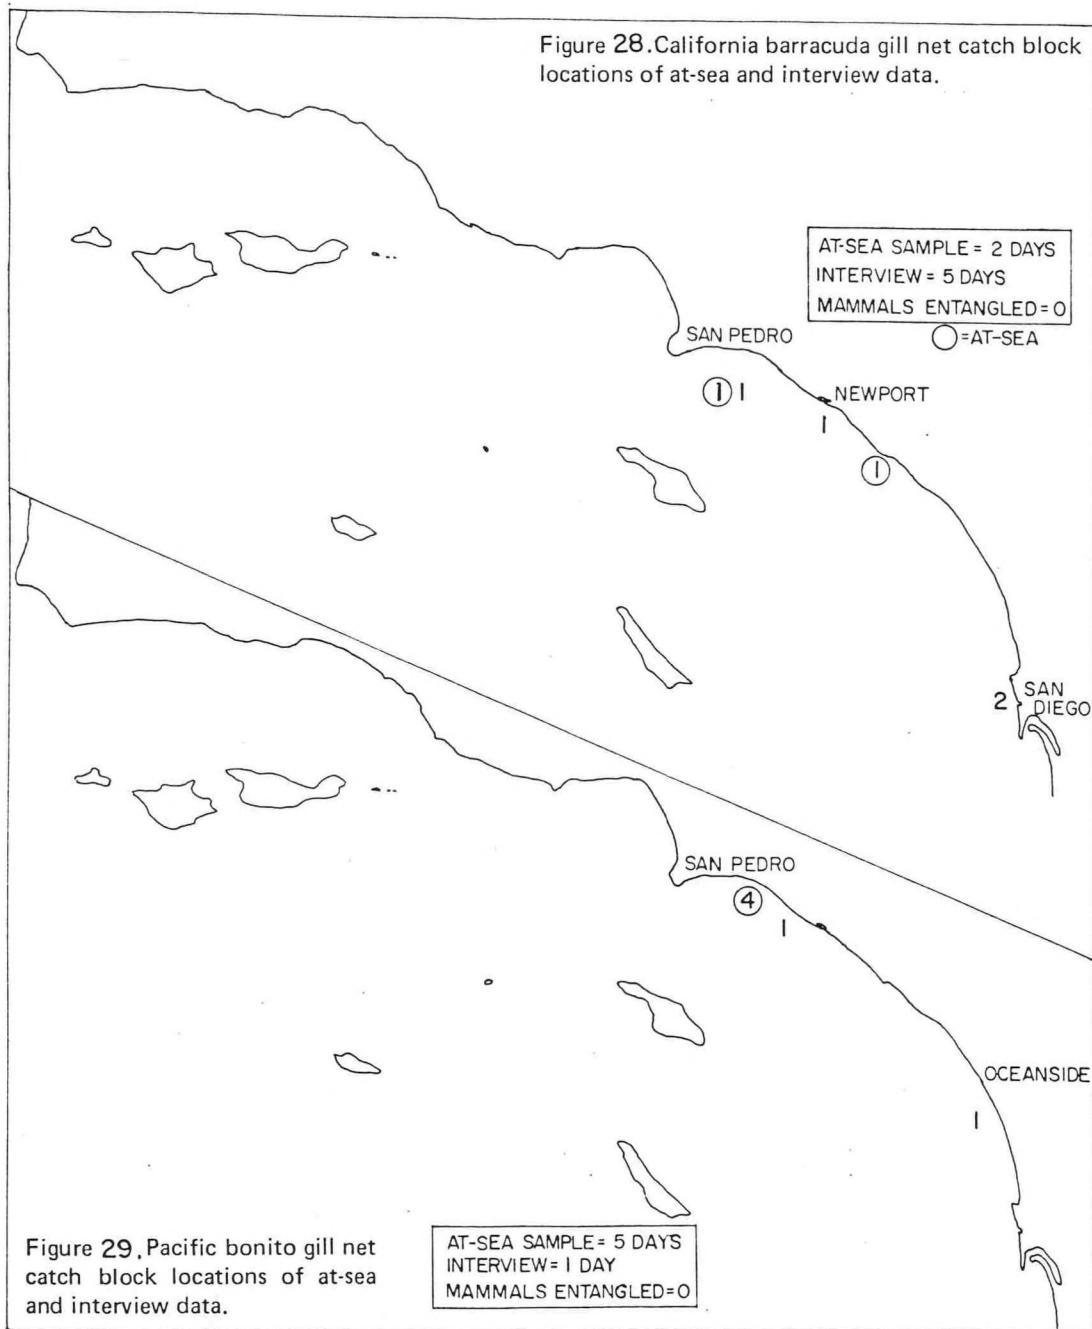 Figure 28.California barracuda gill net catch block
locations of at-sea and interview data.
AT-SEA SAMPLE = 2 DAYS
INTERVIEW = 5 DAYS
MAMMALS ENTANGLED=0
=AT-SEA
SAN PEDRO
1 1
NEWPORT
1
1
2
SAN
DIEGO
SAN PEDRO
4
1
OCEANSIDE
1
Figure 29. Pacific bonito gill net
catch block locations of at-sea
and interview data.
AT-SEA SAMPLE= 5 DAYS
INTERVIEW= 1 DAY
MAMMALS ENTANGLED=0